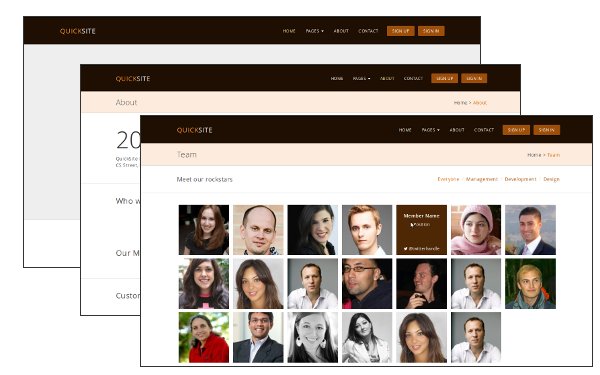 QUICKSITE HOME PAGES ABOUT CONTACT SIGN UP SIGN IN
QUICKSITE HOME PAGES ABOUT CONTACT SIGN UP SIGN IN
About Home > About
20
QuickSite
CS Street,
Who w
Our M
Custom
QUICKSITE HOME PAGES ABOUT CONTACT SIGN UP SIGN IN
Team Home > Team
Meet our rockstars Everyone Management Development Design
Member Name
Position
@twitterhandle